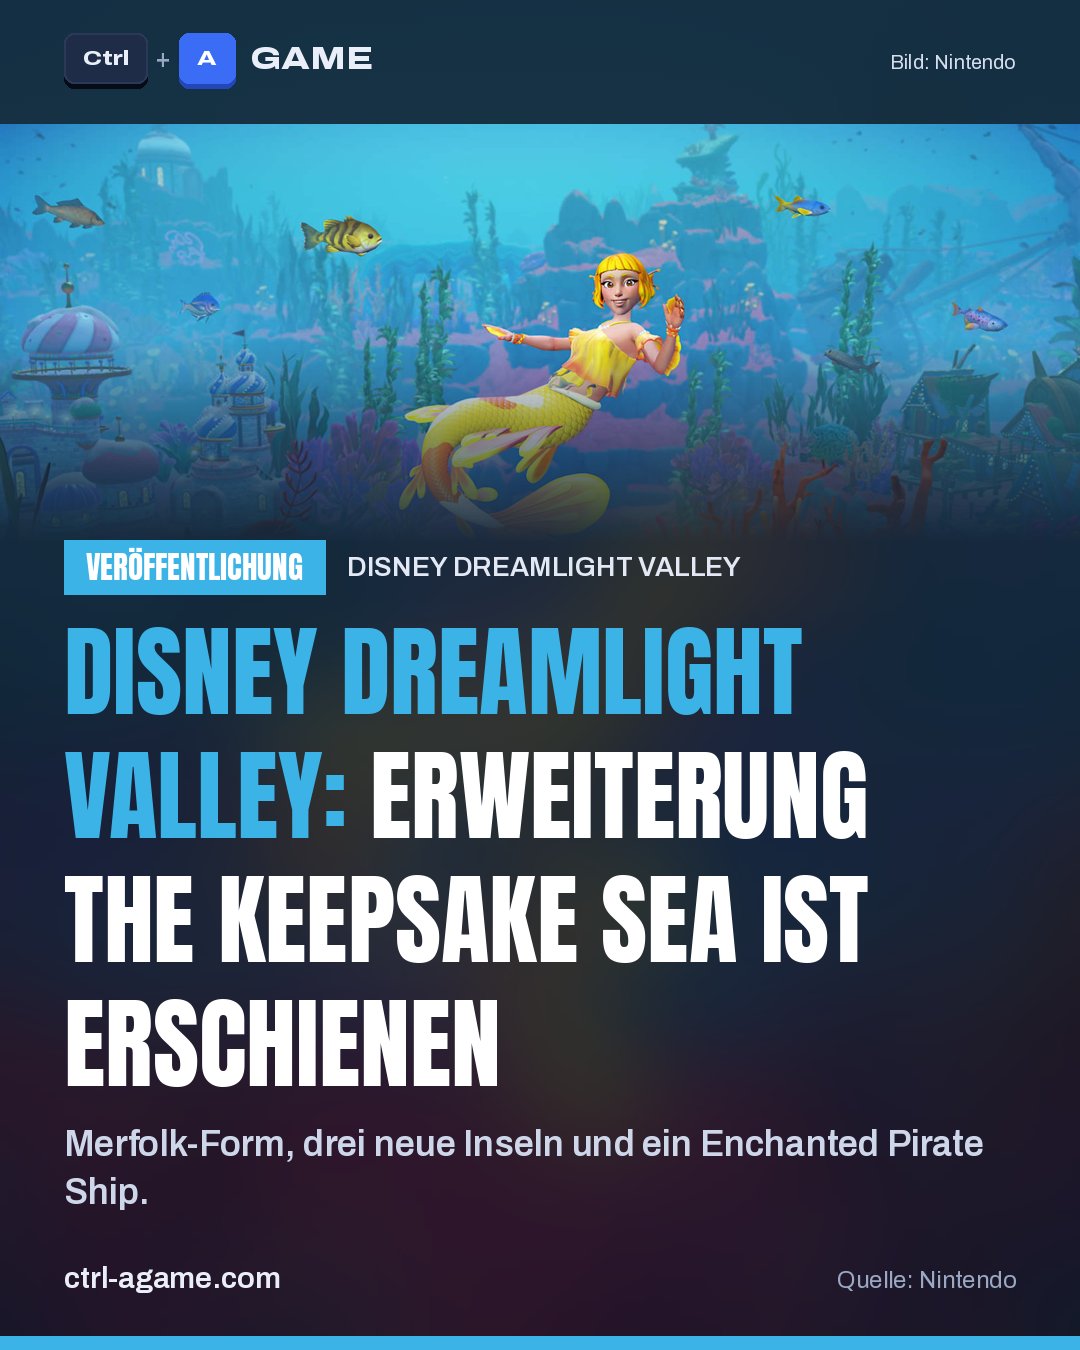 Ctrl + A GAME
Bild: Nintendo
VERÖFFENTLICHUNG
DISNEY DREAMLIGHT VALLEY
DISNEY DREAMLIGHT
VALLEY: ERWEITERUNG
THE KEEPSAKE SEA IST
ERSCHIENEN
Merfolk-Form, drei neue Inseln und ein Enchanted Pirate
Ship.
ctrl-agame.com
Quelle: Nintendo